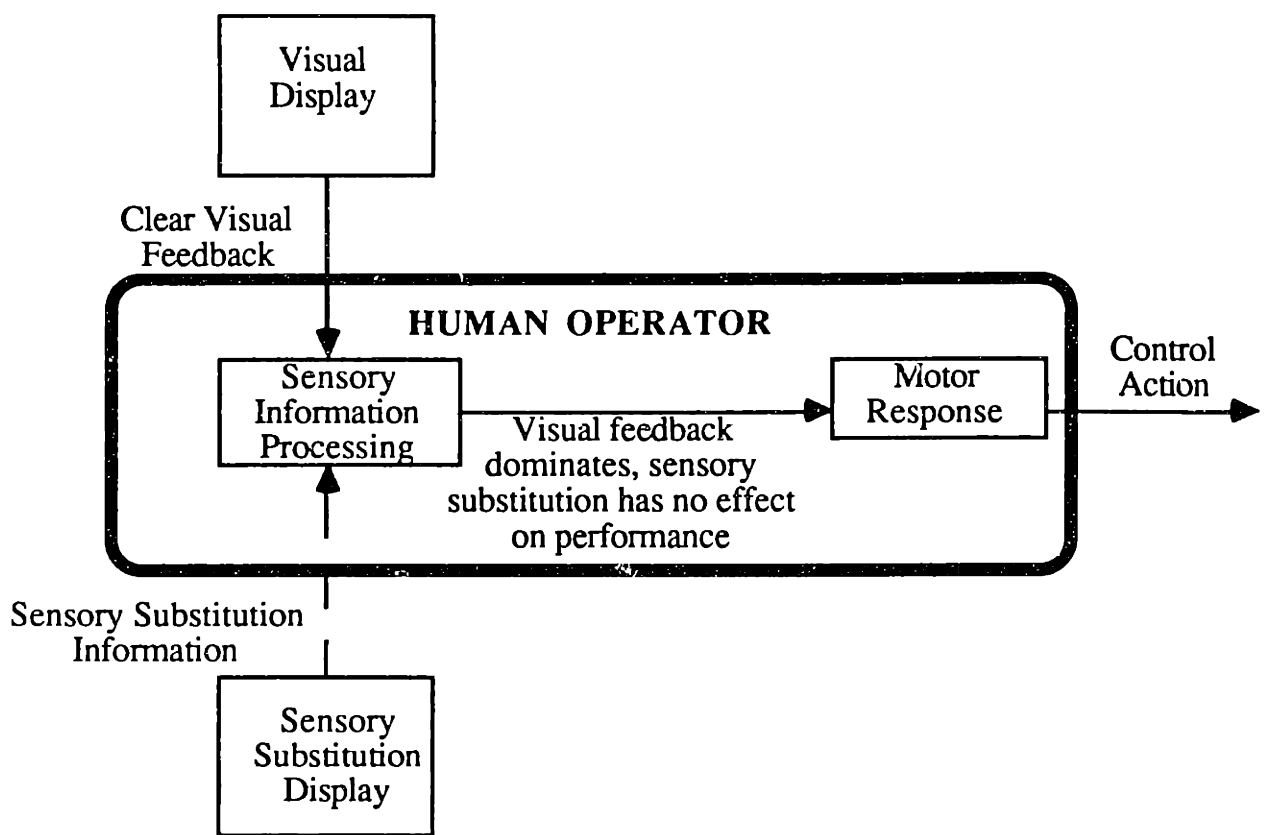 Visual
Display
Clear Visual
Feedback
HUMAN OPERATOR
Sensory
Information
Processing
Visual feedback
dominates, sensory
substitution has no effect
on performance
Motor
Response
Control
Action
Sensory Substitution
Information
Sensory
Substitution
Display